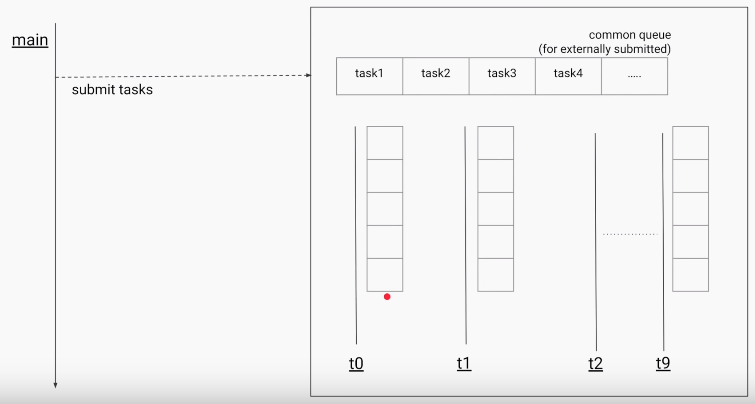 main
common queue
(for externally submitted)
task1 task2 task3 task4 .....
submit tasks
t0 t1 t2 t9